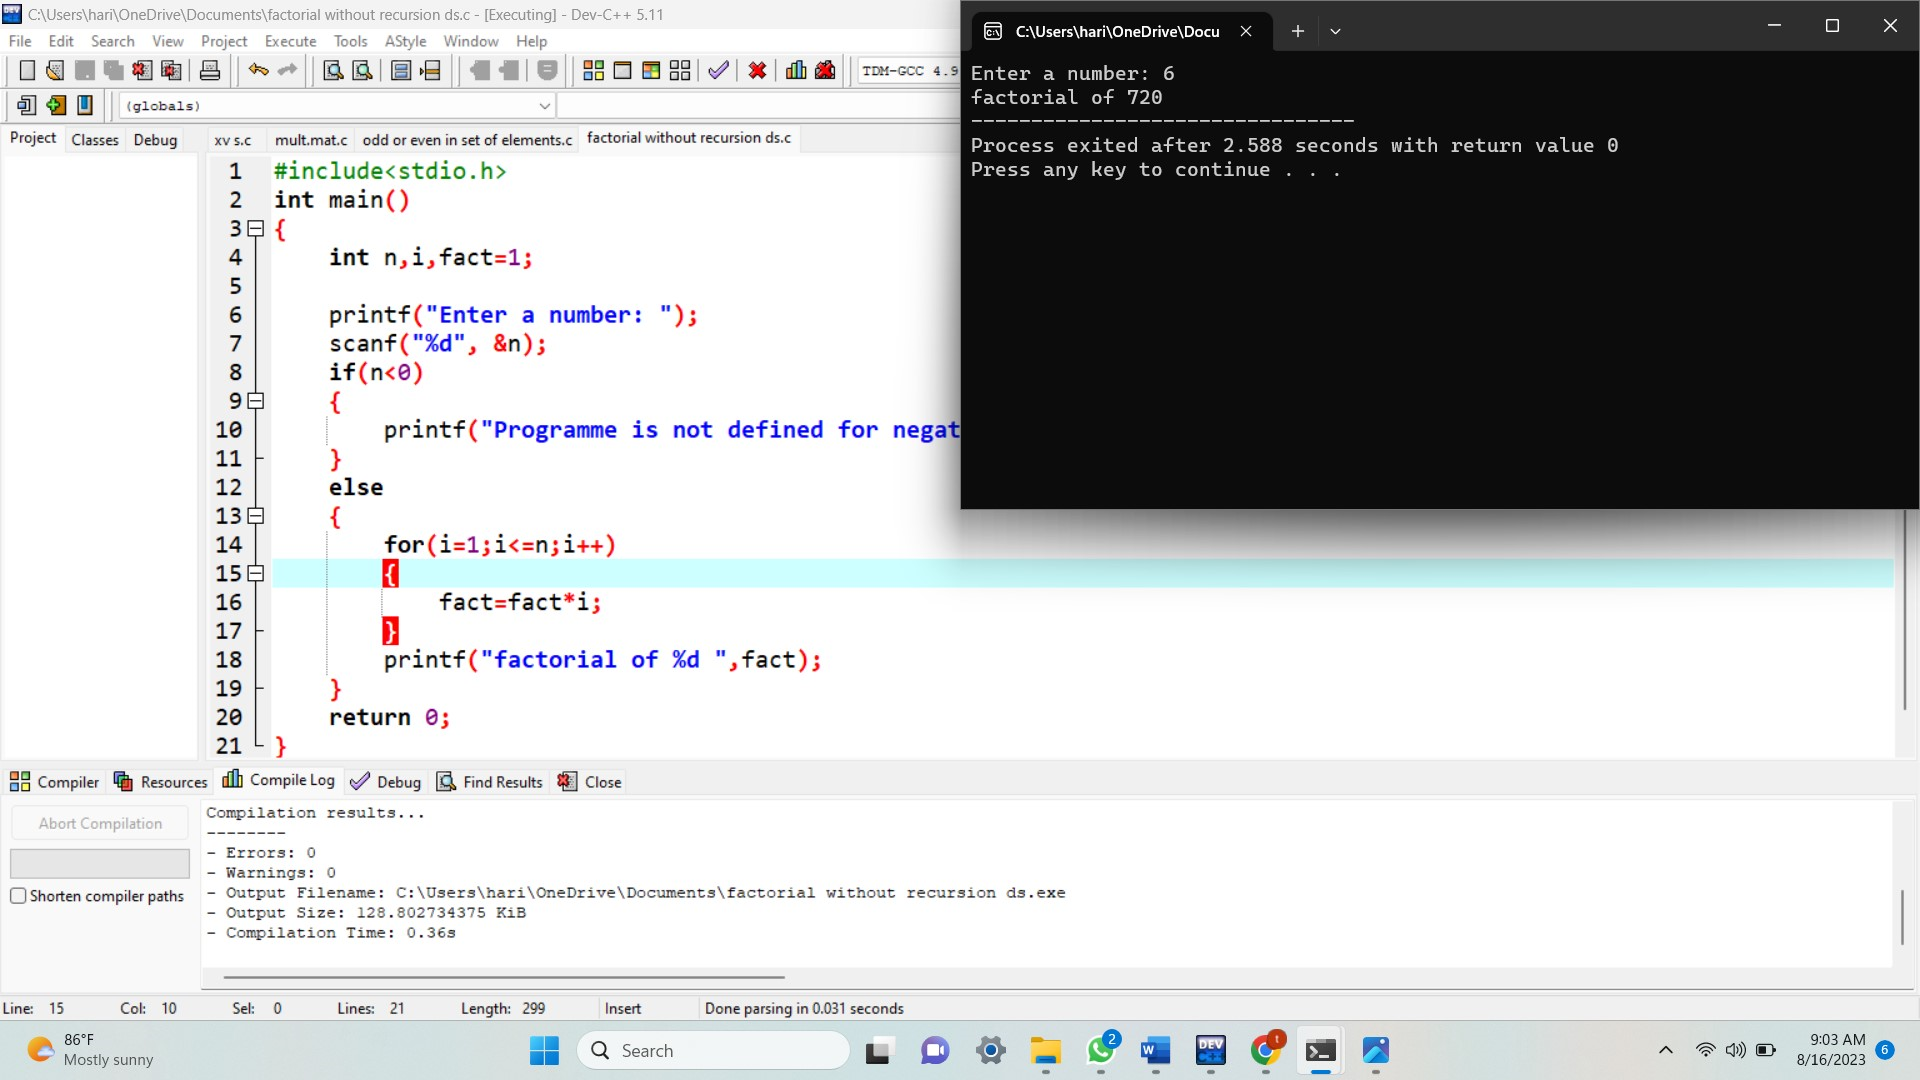 C:\Users\hari\OneDrive\Documents\factorial without recursion ds.c - [Executing] - Dev-C++ 5.11
File Edit Search View Project Execute Tools AStyle Window Help
TDM-GCC 4.9
(globals)
Project Classes Debug
xv s.c mult.mat.c odd or even in set of elements.c factorial without recursion ds.c
1 #include<stdio.h>
2 int main()
3 {
4 int n,i,fact=1;
5
6 printf("Enter a number: ");
7 scanf("%d", &n);
8 if(n<0)
9 {
10 printf("Programme is not defined for negat
11 }
12 else
13 {
14 for(i=1;i<=n;i++)
15 {
16 fact=fact*i;
17 }
18 printf("factorial of %d ",fact);
19 }
20 return 0;
21 }
C:\Users\hari\OneDrive\Docu
Enter a number: 6
factorial of 720
--------------------------------
Process exited after 2.588 seconds with return value 0
Press any key to continue . . .
Compiler Resources Compile Log Debug Find Results Close
Abort Compilation
Shorten compiler paths
Compilation results...
--------
- Errors: 0
- Warnings: 0
- Output Filename: C:\Users\hari\OneDrive\Documents\factorial without recursion ds.exe
- Output Size: 128.802734375 KiB
- Compilation Time: 0.36s
Line: 15 Col: 10 Sel: 0 Lines: 21 Length: 299 Insert Done parsing in 0.031 seconds
86°F
Mostly sunny
Search
2
W
DEV
C++
t
9:03 AM
8/16/2023
6